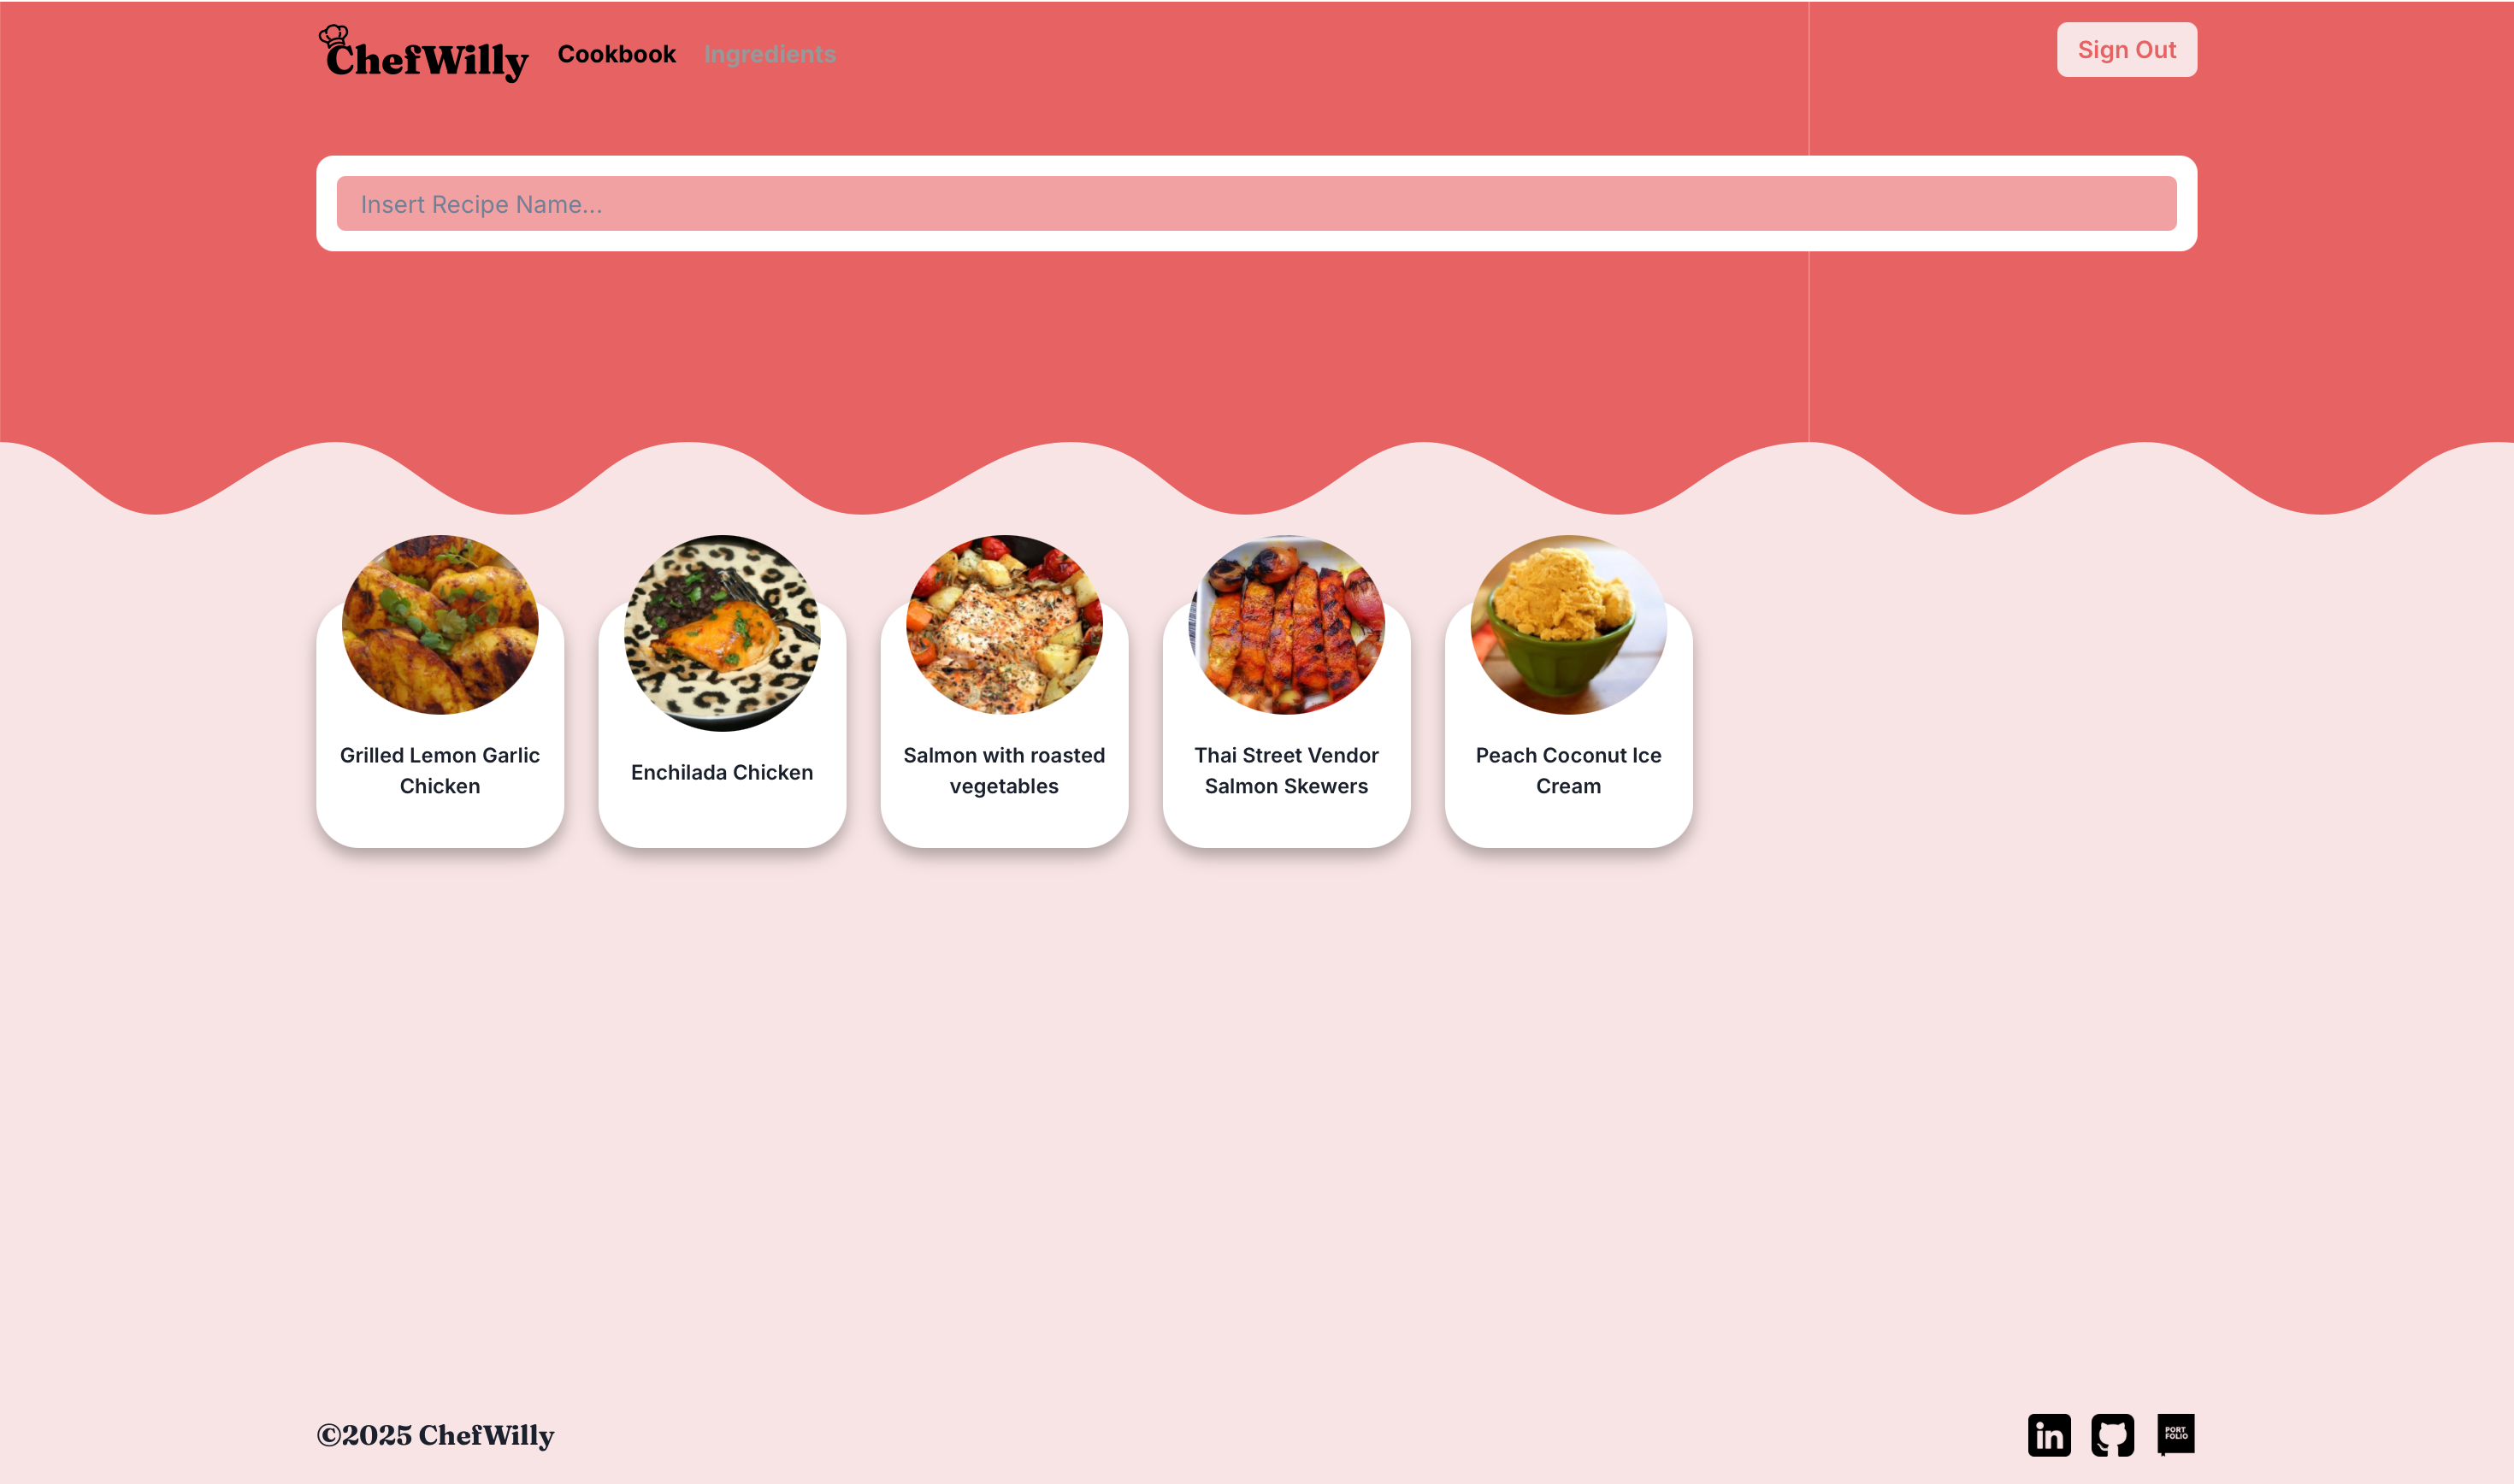 ChefWilly
Cookbook
Ingredients
Sign Out
Insert Recipe Name...
Grilled Lemon Garlic
Chicken
Enchilada Chicken
Salmon with roasted
vegetables
Thai Street Vendor
Salmon Skewers
Peach Coconut Ice
Cream
©2025 ChefWilly
in
PORT
FOLIO